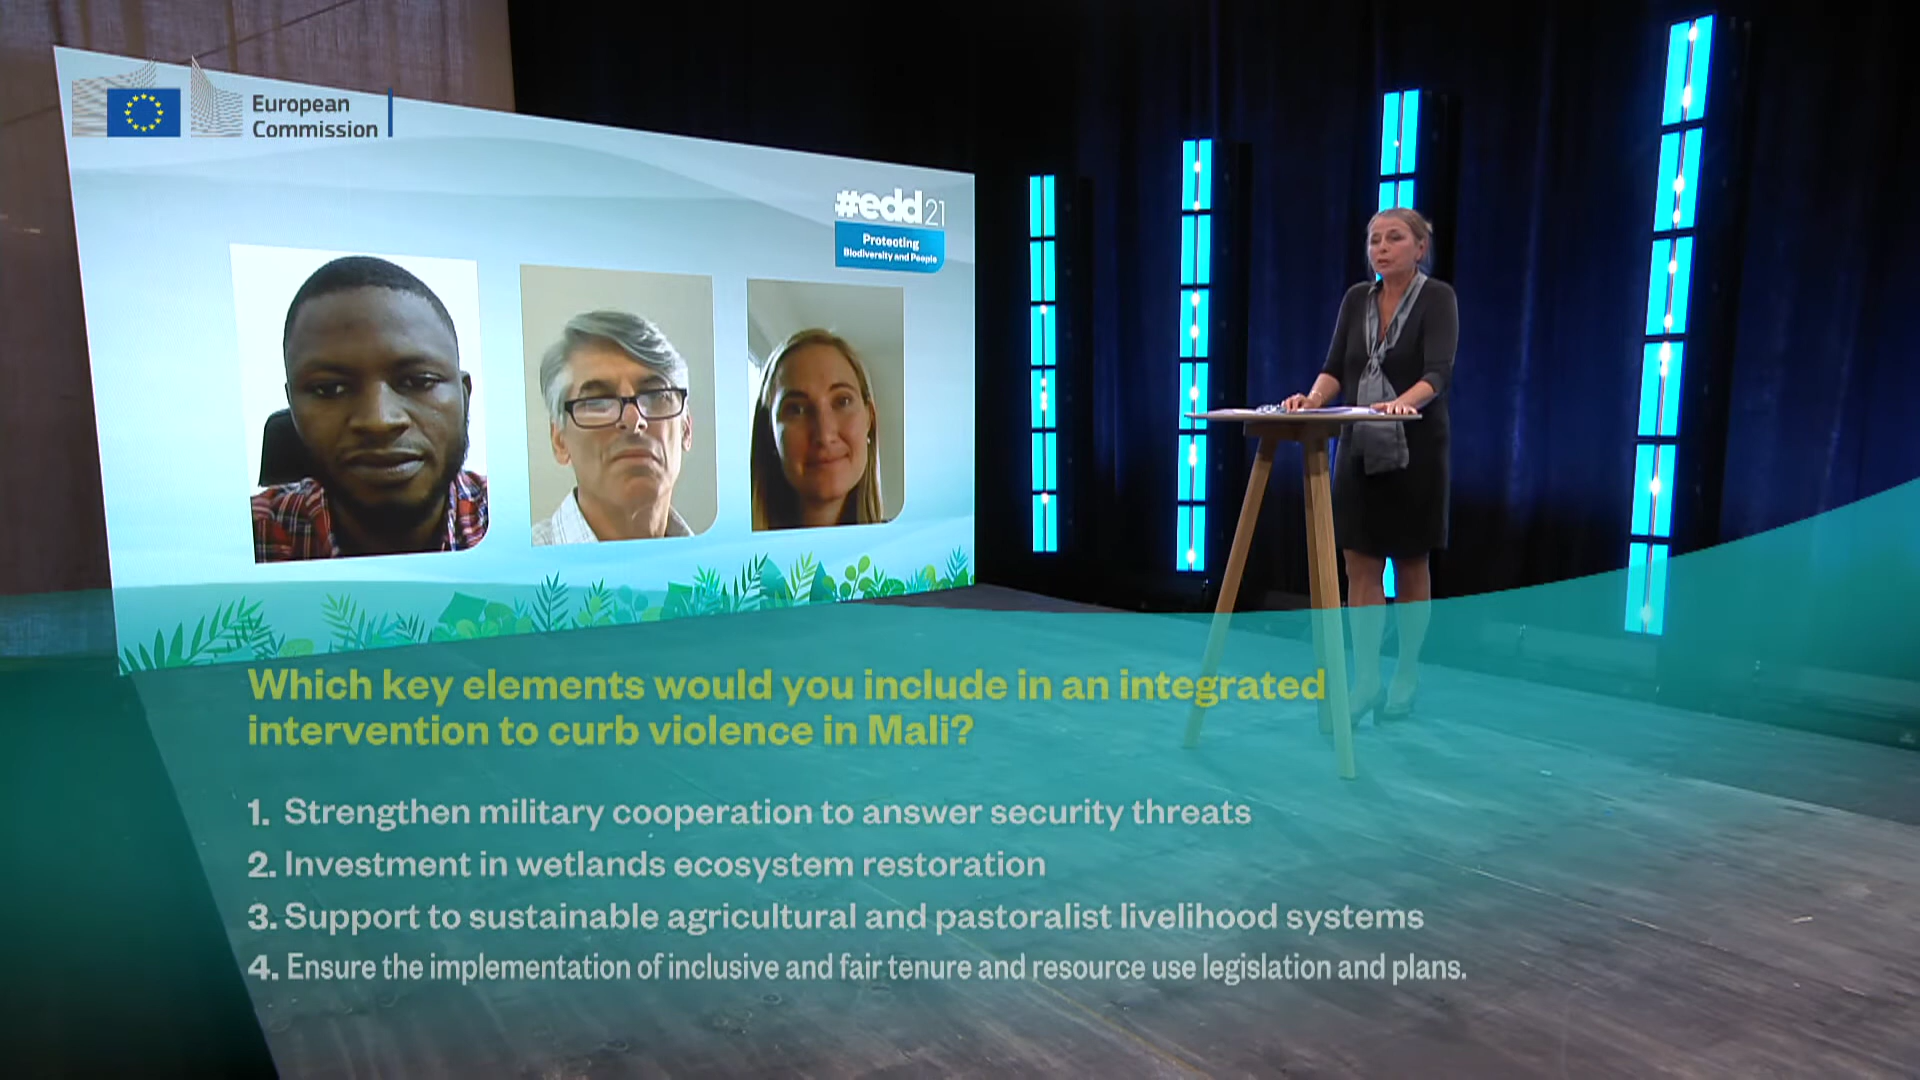 European
Commission
#edd21
Protecting
Biodiversity and People
Which key elements would you include in an integrated
intervention to curb violence in Mali?
1. Strengthen military cooperation to answer security threats
2. Investment in wetlands ecosystem restoration
3. Support to sustainable agricultural and pastoralist livelihood systems
4. Ensure the implementation of inclusive and fair tenure and resource use legislation and plans.